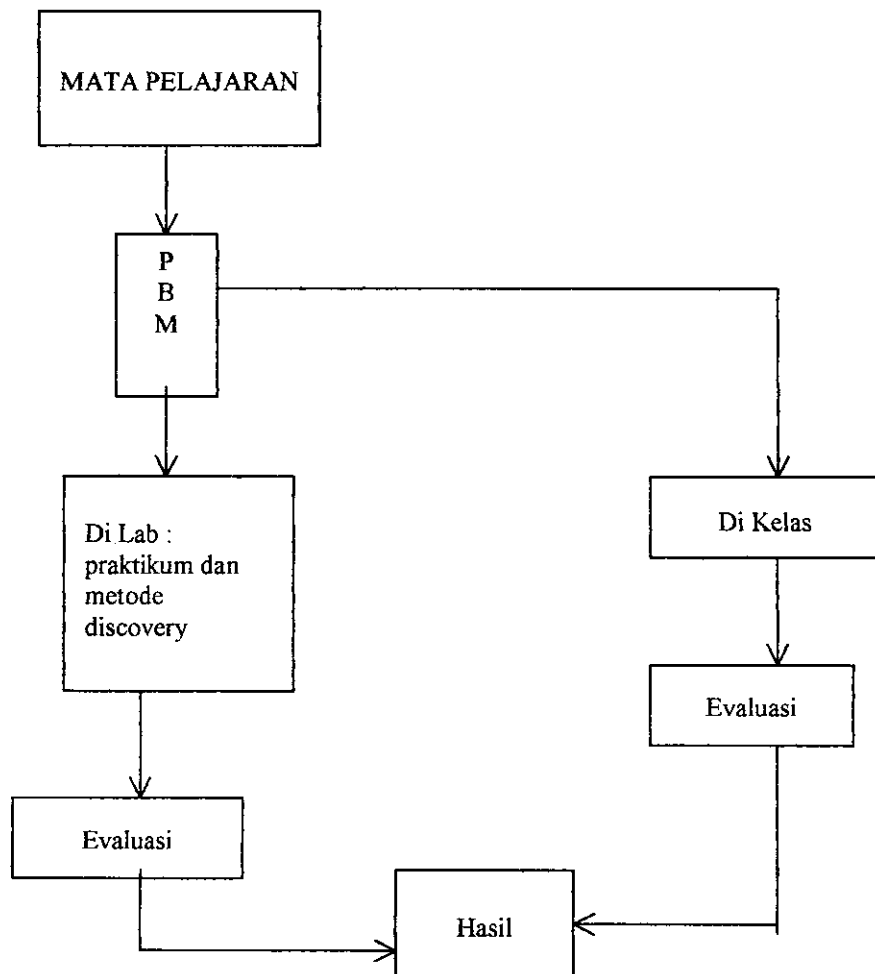 MATA PELAJARAN
P
B
M
Di Lab :
praktikum dan
metode
discovery
Di Kelas
Evaluasi
Evaluasi
Hasil